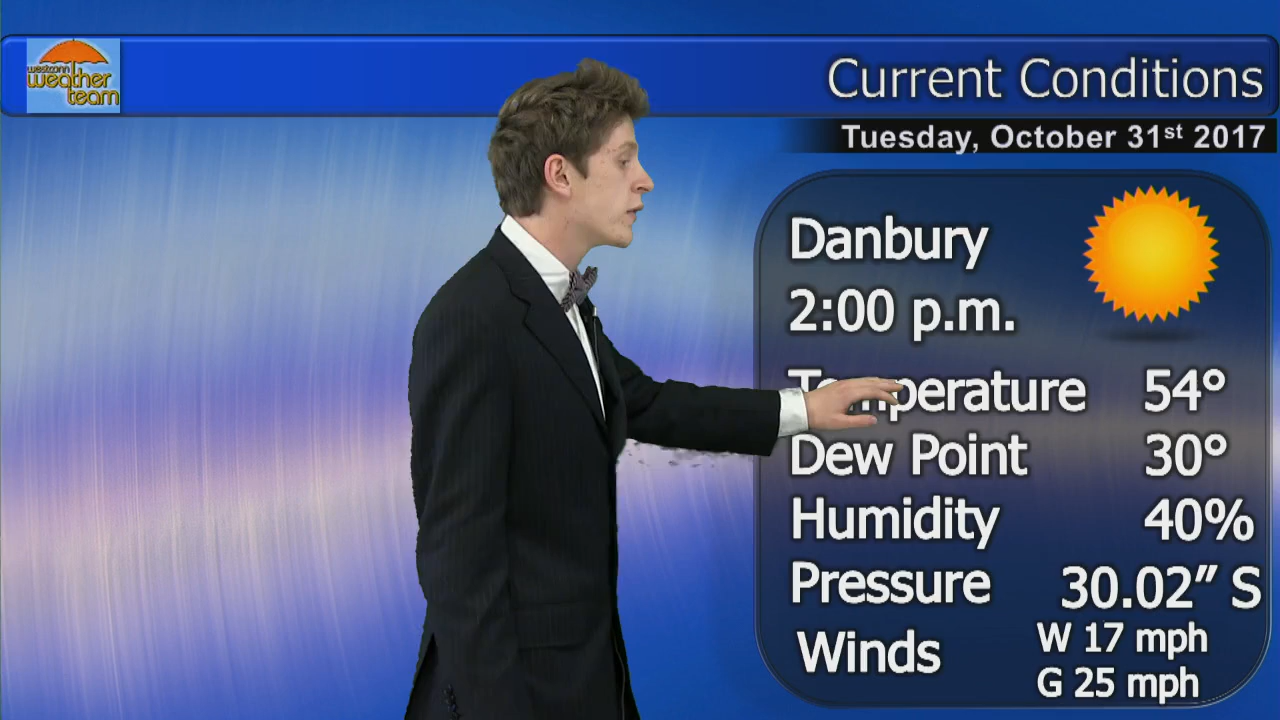 westconn
weather
team
Current Conditions
Tuesday, October 31st 2017
Danbury
2:00 p.m.
Temperature 54°
Dew Point 30°
Humidity 40%
Pressure 30.02” S
Winds W 17 mph
G 25 mph